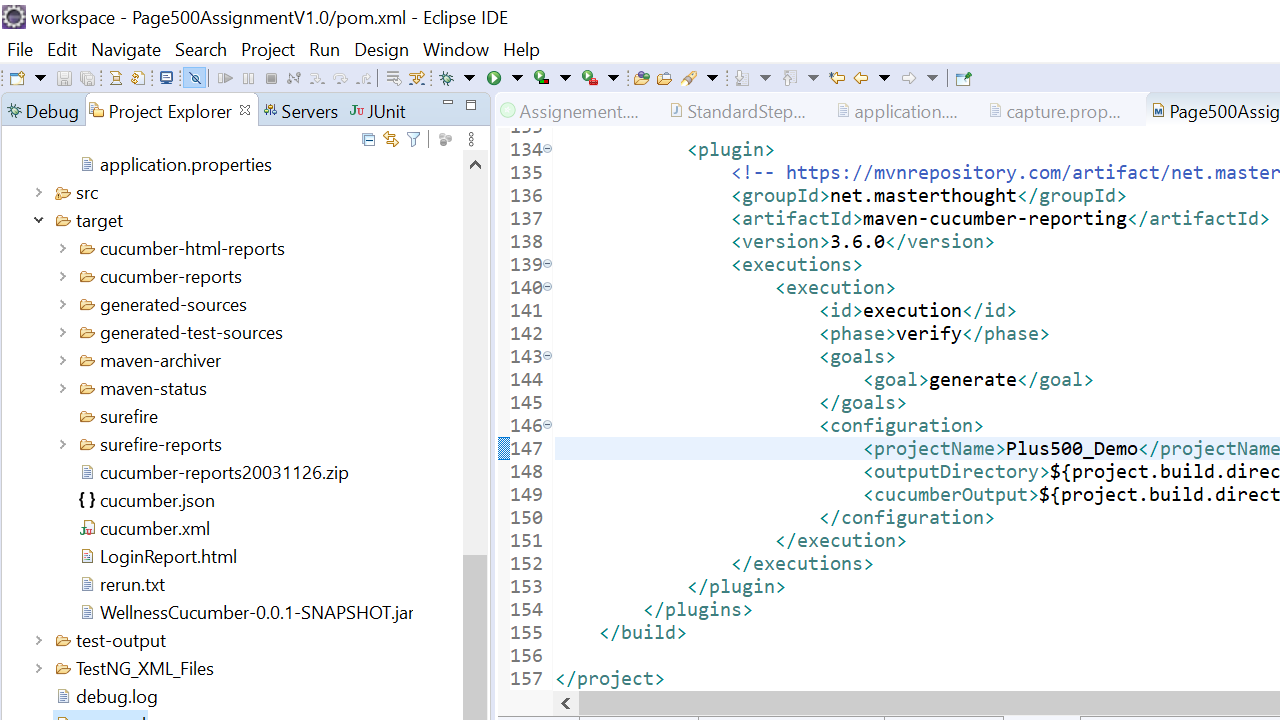 workspace - Page500AssignmentV1.0/pom.xml - Eclipse IDE
File Edit Navigate Search Project Run Design Window Help
Debug Project Explorer Servers JUnit
Assignement.... StandardStep... application.... capture.prop... Page500Assig
application.properties
src
target
cucumber-html-reports
cucumber-reports
generated-sources
generated-test-sources
maven-archiver
maven-status
surefire
surefire-reports
cucumber-reports20031126.zip
cucumber.json
cucumber.xml
LoginReport.html
rerun.txt
WellnessCucumber-0.0.1-SNAPSHOT.jar
test-output
TestNG_XML_Files
debug.log
134 <plugin>
135 <!-- https://mvnrepository.com/artifact/net.master
136 <groupId>net.masterthought</groupId>
137 <artifactId>maven-cucumber-reporting</artifactId>
138 <version>3.6.0</version>
139 <executions>
140 <execution>
141 <id>execution</id>
142 <phase>verify</phase>
143 <goals>
144 <goal>generate</goal>
145 </goals>
146 <configuration>
147 <projectName>Plus500_Demo</projectName
148 <outputDirectory>${project.build.direc
149 <cucumberOutput>${project.build.direct
150 </configuration>
151 </execution>
152 </executions>
153 </plugin>
154 </plugins>
155 </build>
156
157 </project>